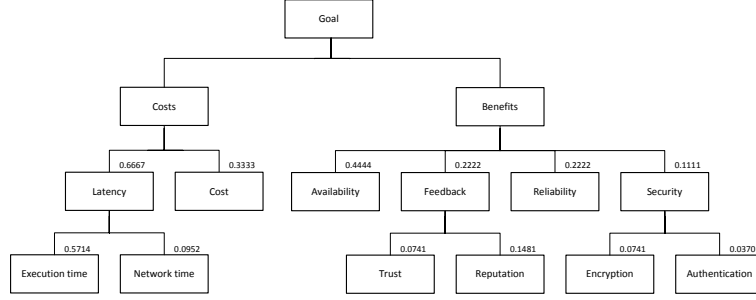 Goal
Costs
Benefits
0.6667
0.3333
0.4444
0.2222
0.2222
0.1111
Latency
Cost
Availability
Feedback
Reliability
Security
0.5714
0.0952
0.0741
0.1481
0.0741
0.0370
Execution time
Network time
Trust
Reputation
Encryption
Authentication